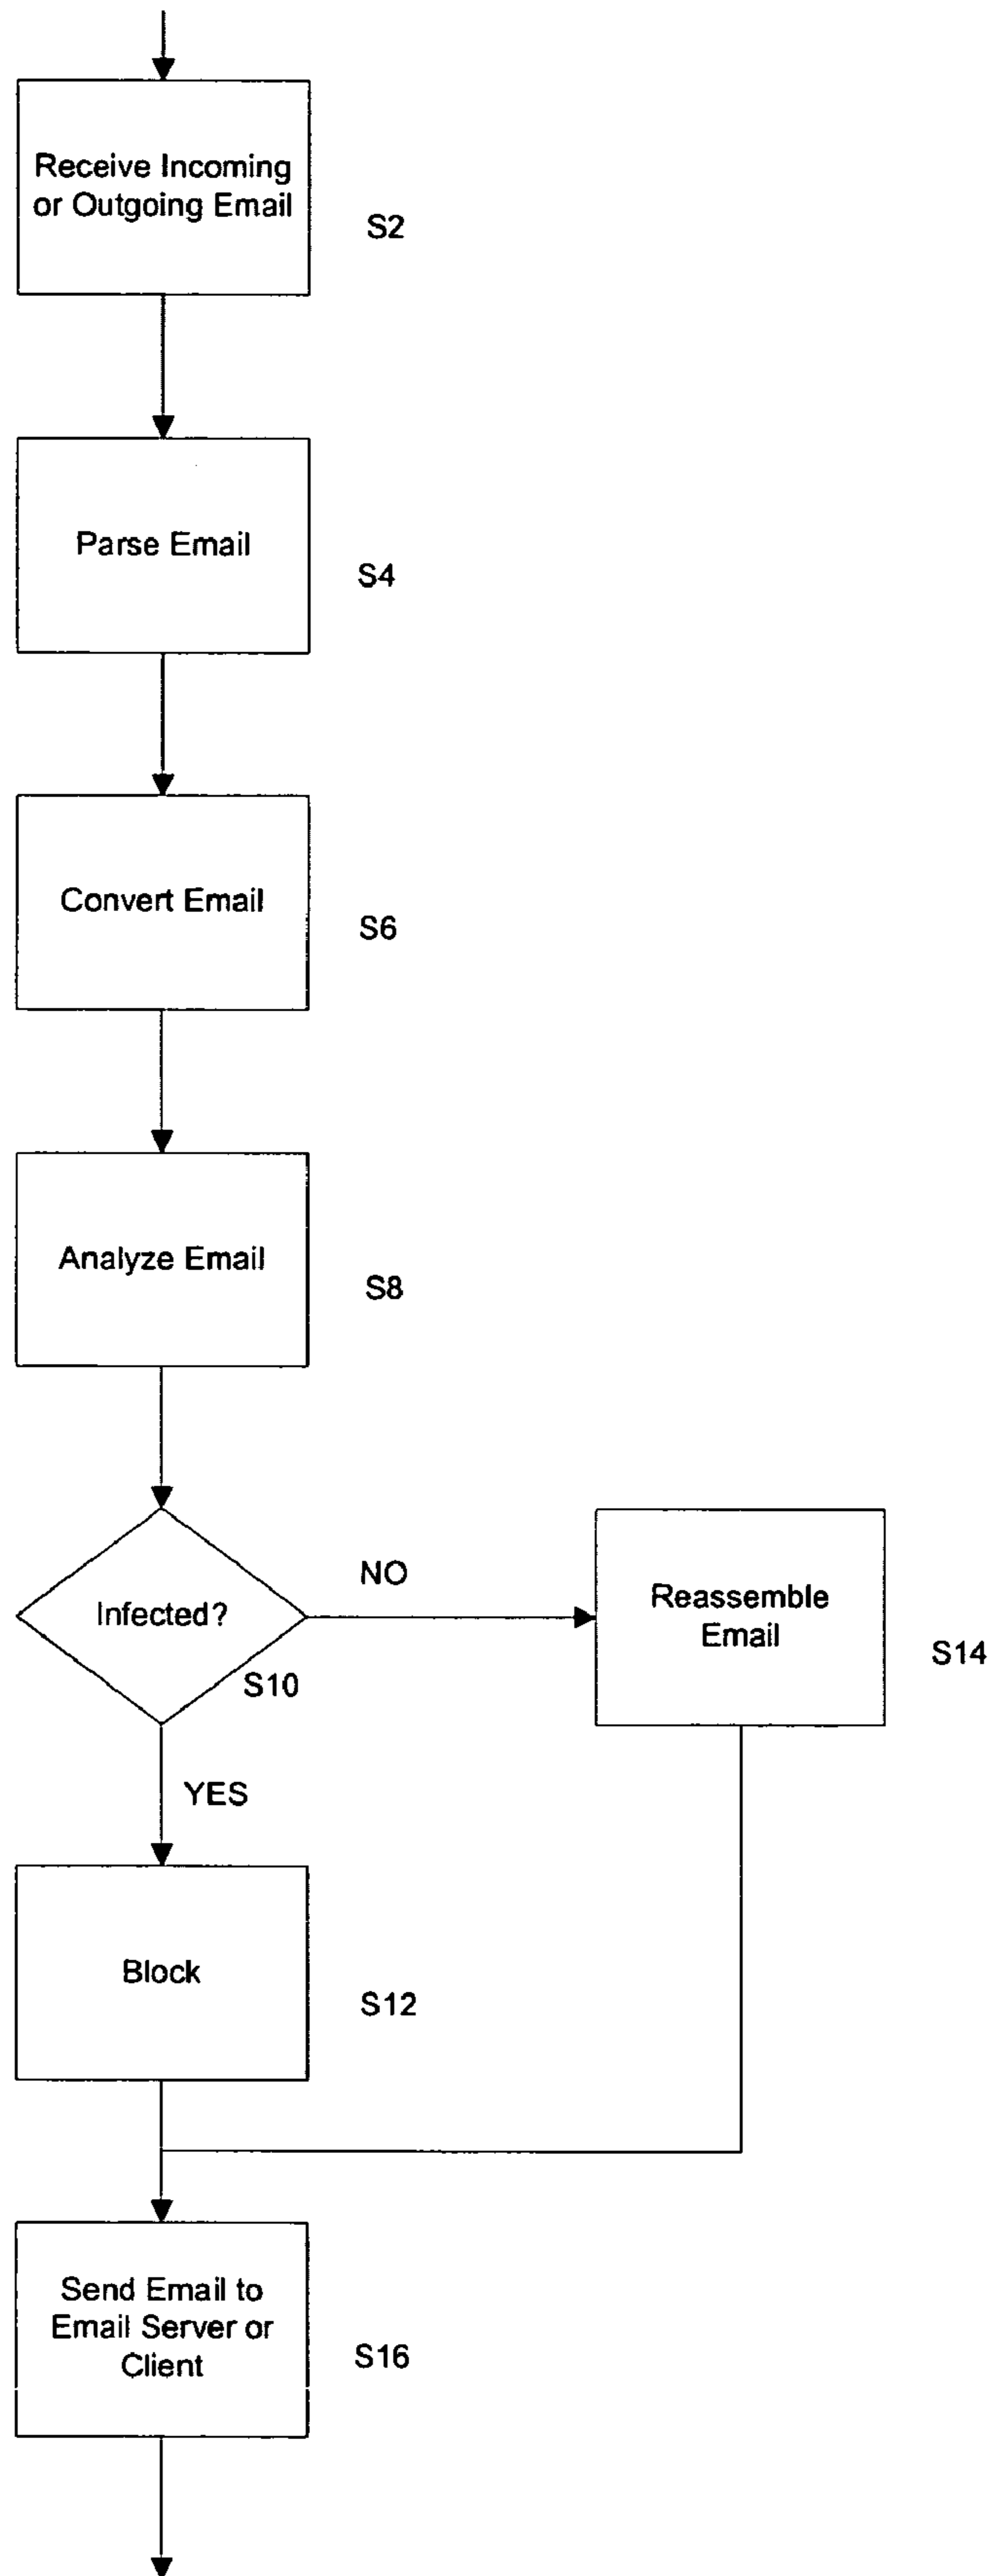 Receive Incoming
or Outgoing Email
S2
Parse Email
S4
Convert Email
S6
Analyze Email
S8
Infected?
S10
NO
Reassemble
Email
S14
YES
Block
S12
Send Email to
Email Server or
Client
S16